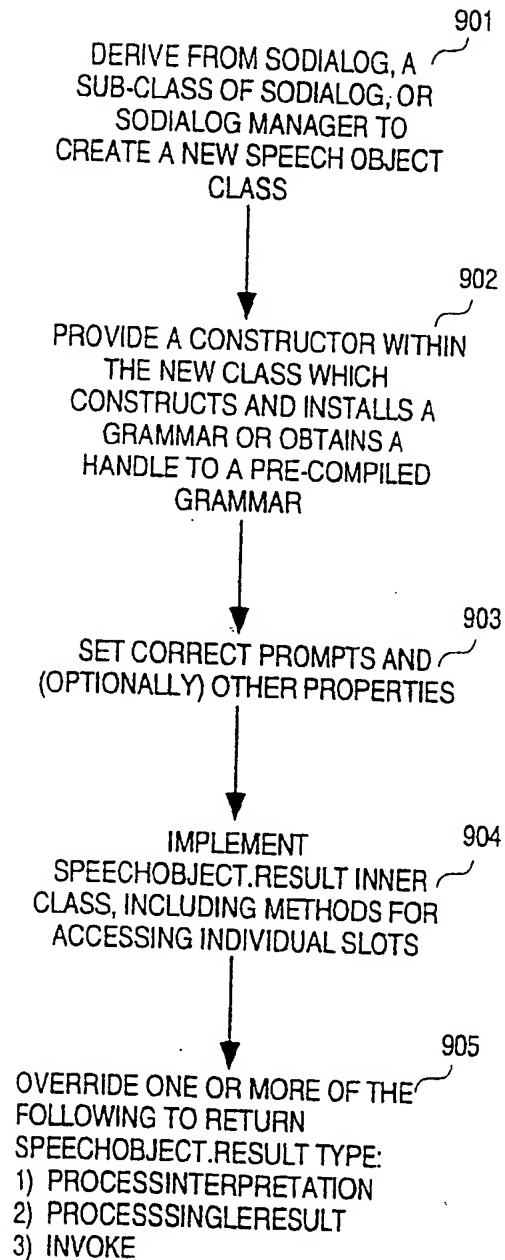 901
DERIVE FROM SODIALOG, A
SUB-CLASS OF SODIALOG, OR
SODIALOG MANAGER TO
CREATE A NEW SPEECH OBJECT
CLASS
902
PROVIDE A CONSTRUCTOR WITHIN
THE NEW CLASS WHICH
CONSTRUCTS AND INSTALLS A
GRAMMAR OR OBTAINS A
HANDLE TO A PRE-COMPILED
GRAMMAR
903
SET CORRECT PROMPTS AND
(OPTIONALLY) OTHER PROPERTIES
904
IMPLEMENT
SPEECHOBJECT.RESULT INNER
CLASS, INCLUDING METHODS FOR
ACCESSING INDIVIDUAL SLOTS
905
OVERRIDE ONE OR MORE OF THE
FOLLOWING TO RETURN
SPEECHOBJECT.RESULT TYPE:
1) PROCESSINTERPRETATION
2) PROCESSSINGLERESULT
3) INVOKE